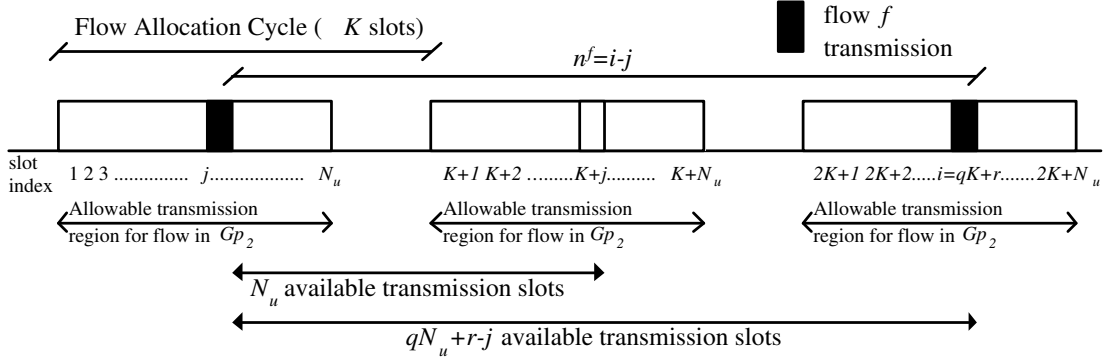 Flow Allocation Cycle ( K slots)
flow f
transmission
n^f=i-j
slot
index
1 2 3 .............. j.................... N_u
K+1 K+2 ...........K+j.......... K+N_u
2K+1 2K+2.....i=qK+r.......2K+N_u
Allowable transmission
region for flow in Gp_2
Allowable transmission
region for flow in Gp_2
Allowable transmission
region for flow in Gp_2
N_u available transmission slots
qN_u+r-j available transmission slots